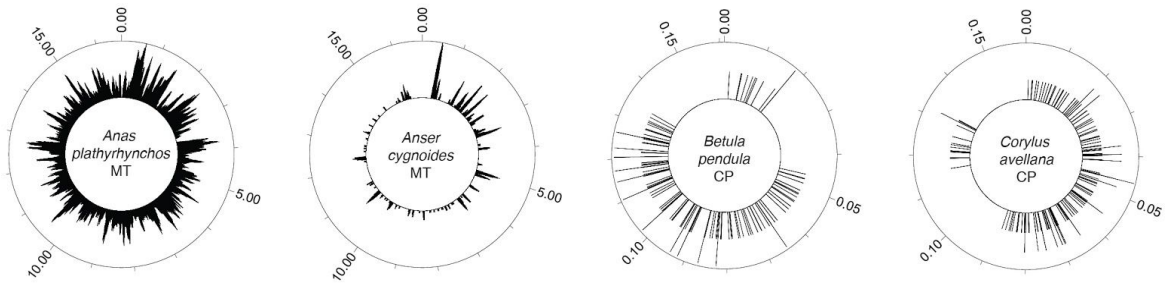 0.00
15.00
5.00
10.00
Anas
plathyrhynchos
MT
0.00
15.00
5.00
10.00
Anser
cygnoides
MT
0.00
0.15
0.05
0.10
Betula
pendula
CP
0.00
0.15
0.05
0.10
Corylus
avellana
CP